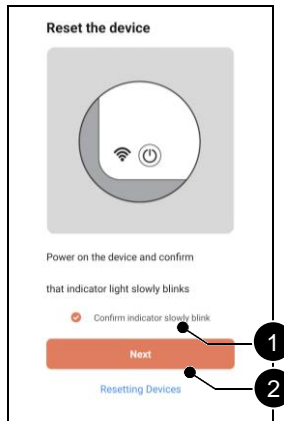 Reset the device
Power on the device and confirm
that indicator light slowly blinks
Confirm indicator slowly blink
1
Next
2
Resetting Devices